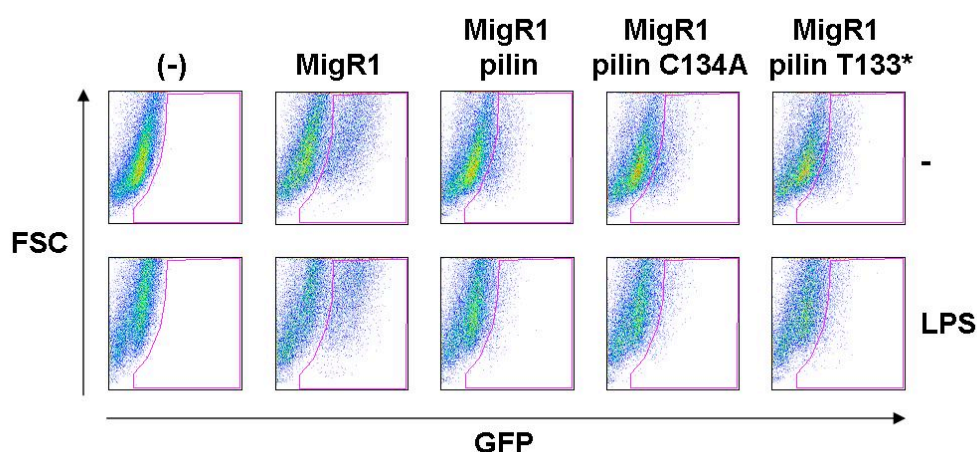 (-)
MigR1
MigR1
pilin
MigR1
pilin C134A
MigR1
pilin T133*
-
FSC
LPS
GFP